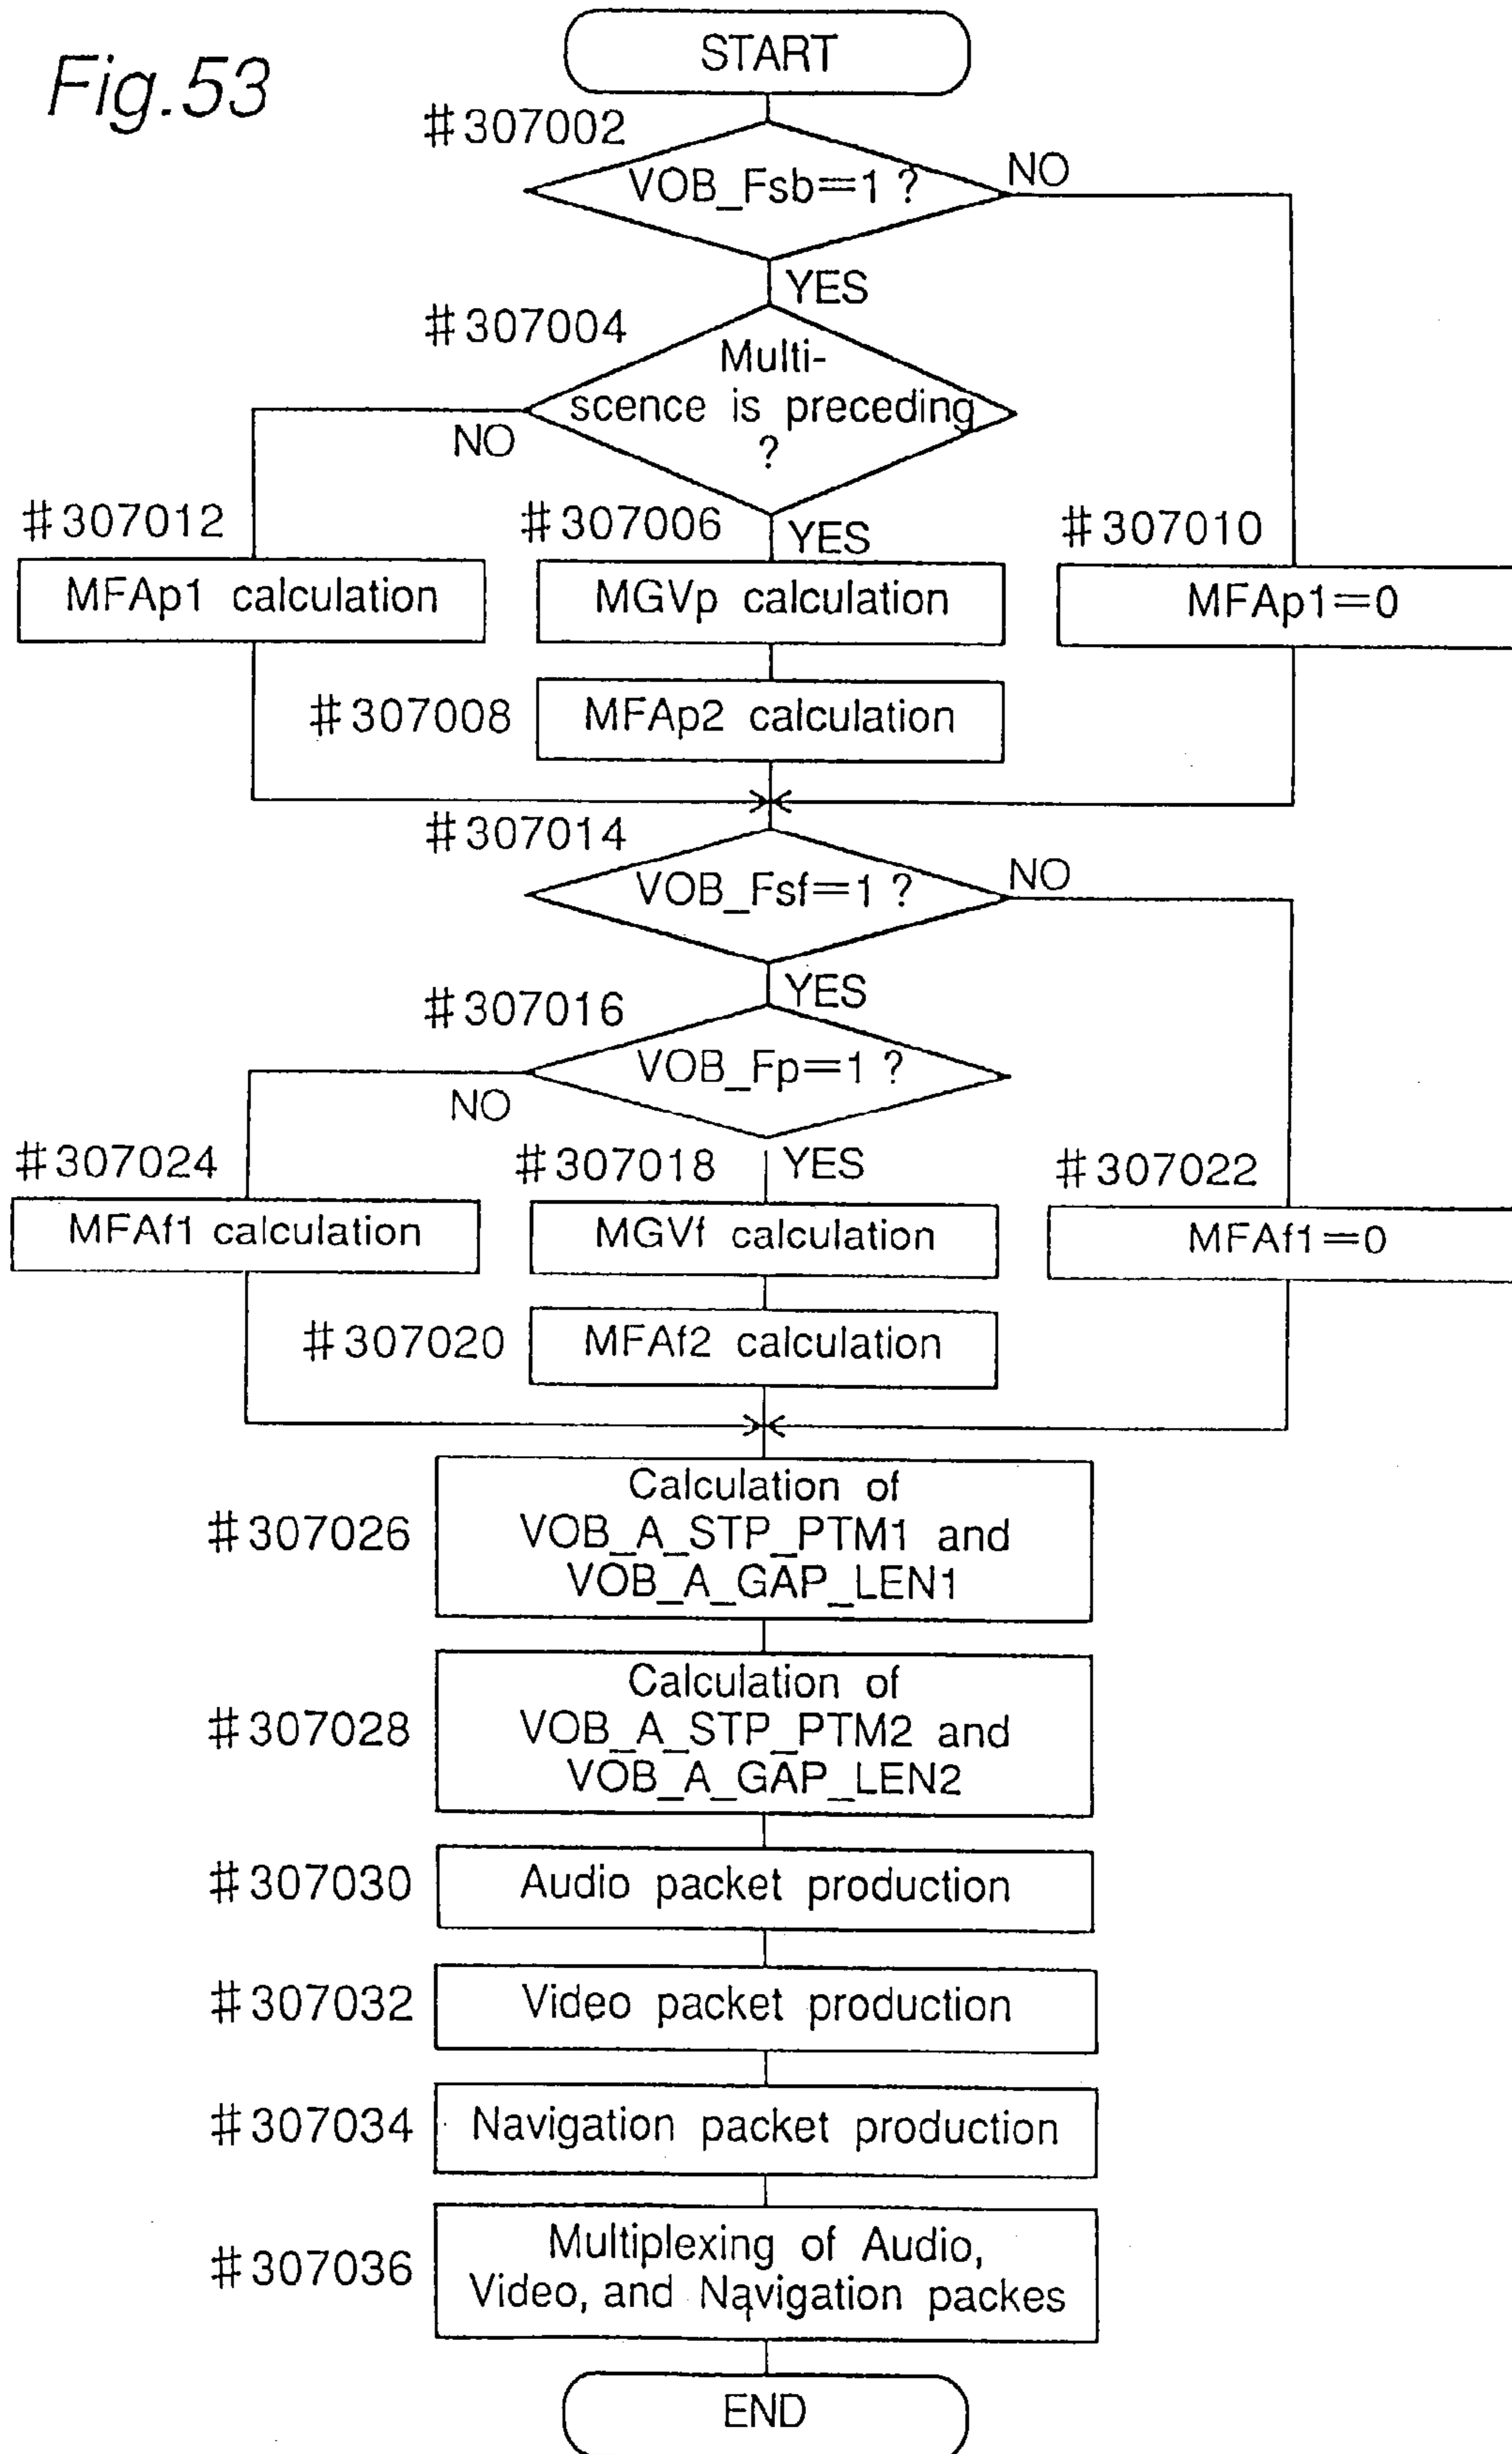 Fig.53
START
#307002
VOB_Fsb=1 ?
NO
YES
#307004
Multi-
scence is preceding
?
NO
YES
#307012
#307006
#307010
MFAp1 calculation
MGVp calculation
MFAp1=0
#307008
MFAp2 calculation
#307014
VOB_Fsf=1 ?
NO
YES
#307016
VOB_Fp=1 ?
NO
YES
#307024
#307018
#307022
MFAf1 calculation
MGVf calculation
MFAf1=0
#307020
MFAf2 calculation
#307026
Calculation of
VOB_A_STP_PTM1 and
VOB_A_GAP_LEN1
#307028
Calculation of
VOB_A_STP_PTM2 and
VOB_A_GAP_LEN2
#307030
Audio packet production
#307032
Video packet production
#307034
Navigation packet production
#307036
Multiplexing of Audio,
Video, and Navigation packes
END